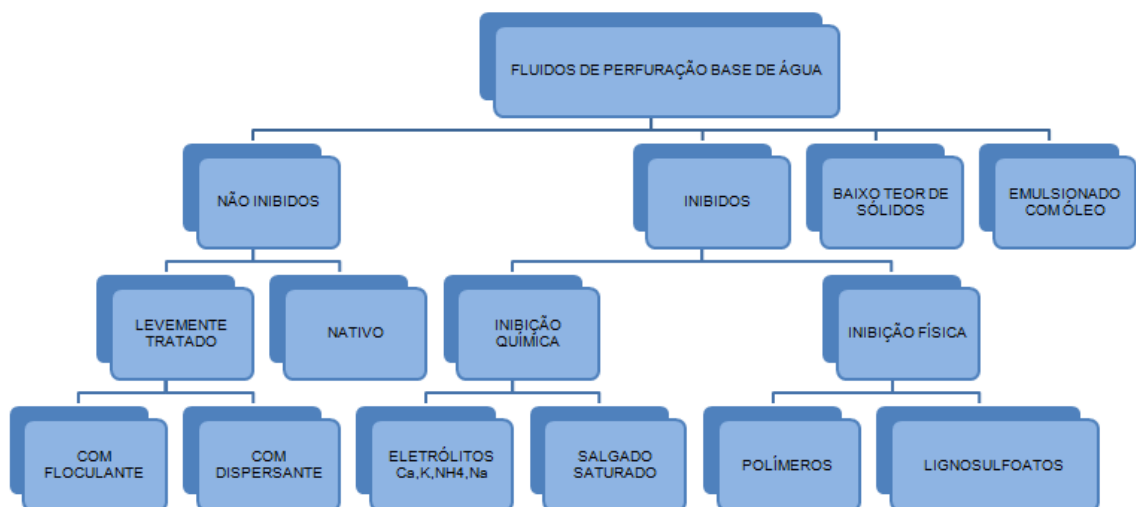 FLUIDOS DE PERFURAÇÃO BASE DE ÁGUA
NÃO INIBIDOS
INIBIDOS
BAIXO TEOR DE
SÓLIDOS
EMULSIONADO
COM ÓLEO
LEVEMENTE
TRATADO
NATIVO
INIBIÇÃO
QUÍMICA
INIBIÇÃO FÍSICA
COM
FLOCULANTE
COM
DISPERSANTE
ELETRÓLITOS
Ca,K,NH4,Na
SALGADO
SATURADO
POLÍMEROS
LIGNOSULFOATOS